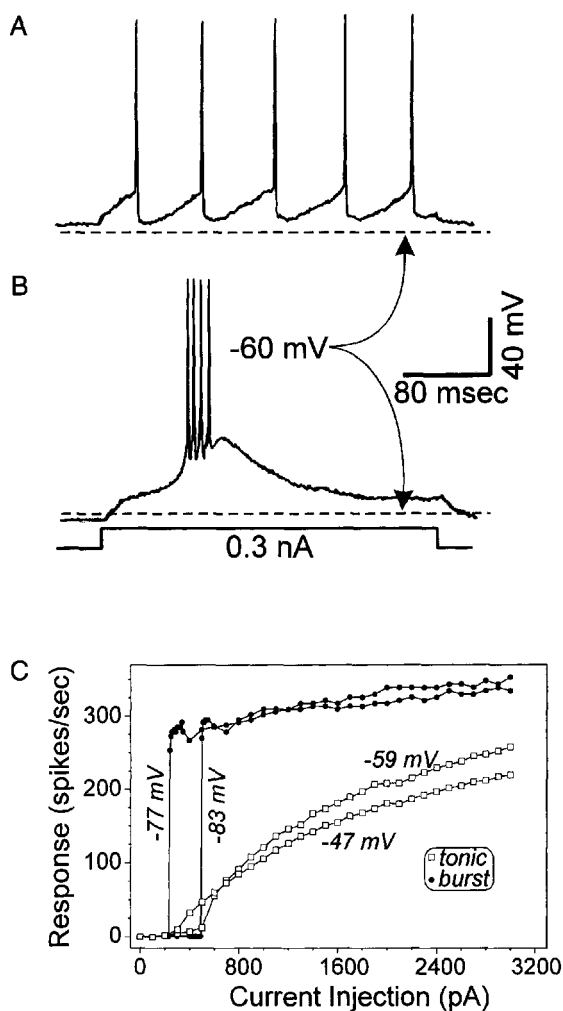 A
B
-60 mV
40 mV
80 msec
0.3 nA
C
Response (spikes/sec)
300
200
100
0
-77 mV
-83 mV
-59 mV
-47 mV
tonic
burst
0 800 1600 2400 3200
Current Injection (pA)